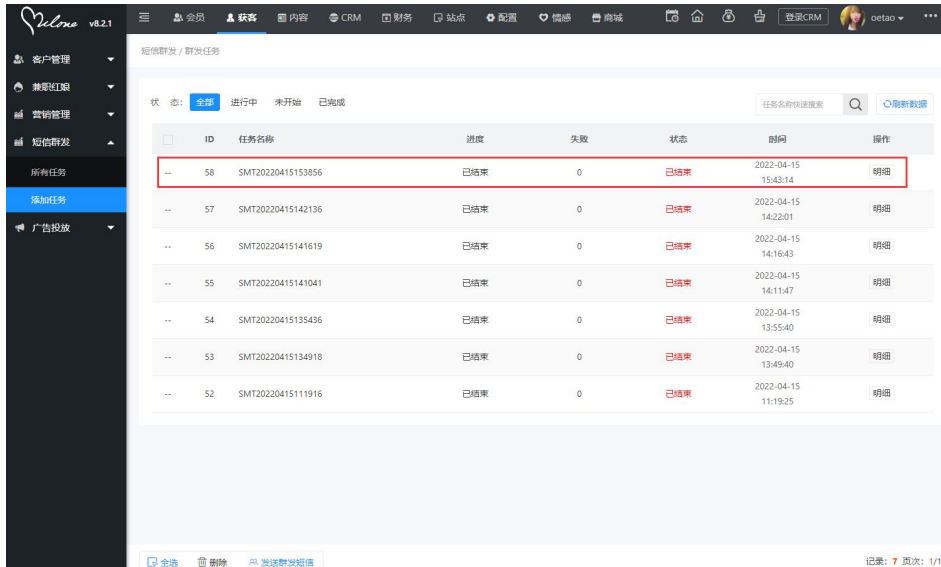 Milone v8.2.1
会员 获客 内容 CRM 财务 站点 配置 情感 商城 登录CRM oetao
客户管理
兼职红娘
营销管理
短信群发
所有任务
添加任务
广告投放
短信群发 / 群发任务
状 态: 全部 进行中 未开始 已完成 任务名称快速搜索 刷新数据
ID 任务名称 进度 失败 状态 时间 操作
-- 58 SMT20220415153856 已结束 0 已结束 2022-04-15 15:43:14 明细
-- 57 SMT20220415142136 已结束 0 已结束 2022-04-15 14:22:01 明细
-- 56 SMT20220415141619 已结束 0 已结束 2022-04-15 14:16:43 明细
-- 55 SMT20220415141041 已结束 0 已结束 2022-04-15 14:11:47 明细
-- 54 SMT20220415135436 已结束 0 已结束 2022-04-15 13:55:40 明细
-- 53 SMT20220415134918 已结束 0 已结束 2022-04-15 13:49:40 明细
-- 52 SMT20220415111916 已结束 0 已结束 2022-04-15 11:19:25 明细
全选 删除 发送群发短信 记录: 7 页次: 1/1